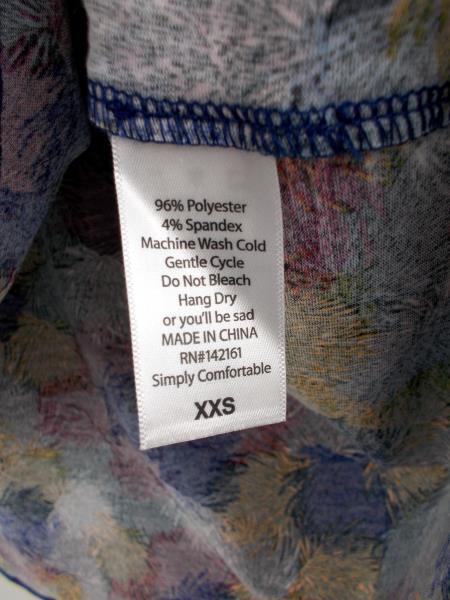 96% Polyester
4% Spandex
Machine Wash Cold
Gentle Cycle
Do Not Bleach
Hang Dry
or you'll be sad
MADE IN CHINA
RN#142161
Simply Comfortable
XXS